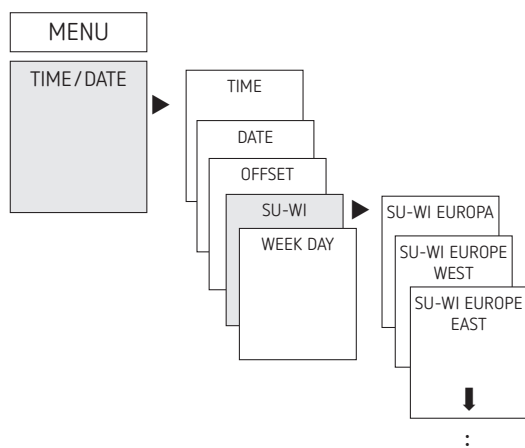 MENU
TIME/DATE
TIME
DATE
OFFSET
SU-WI
WEEK DAY
SU-WI EUROPA
SU-WI EUROPE
WEST
SU-WI EUROPE
EAST